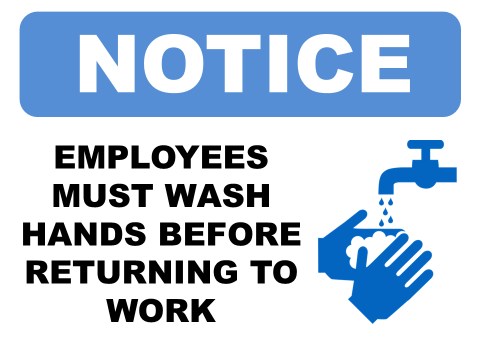 NOTICE
EMPLOYEES
MUST WASH
HANDS BEFORE
RETURNING TO
WORK